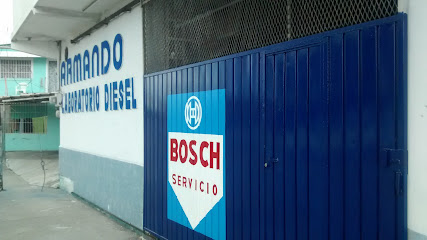 ARMANDO
LABORATORIO DIESEL
BOSCH
SERVICIO